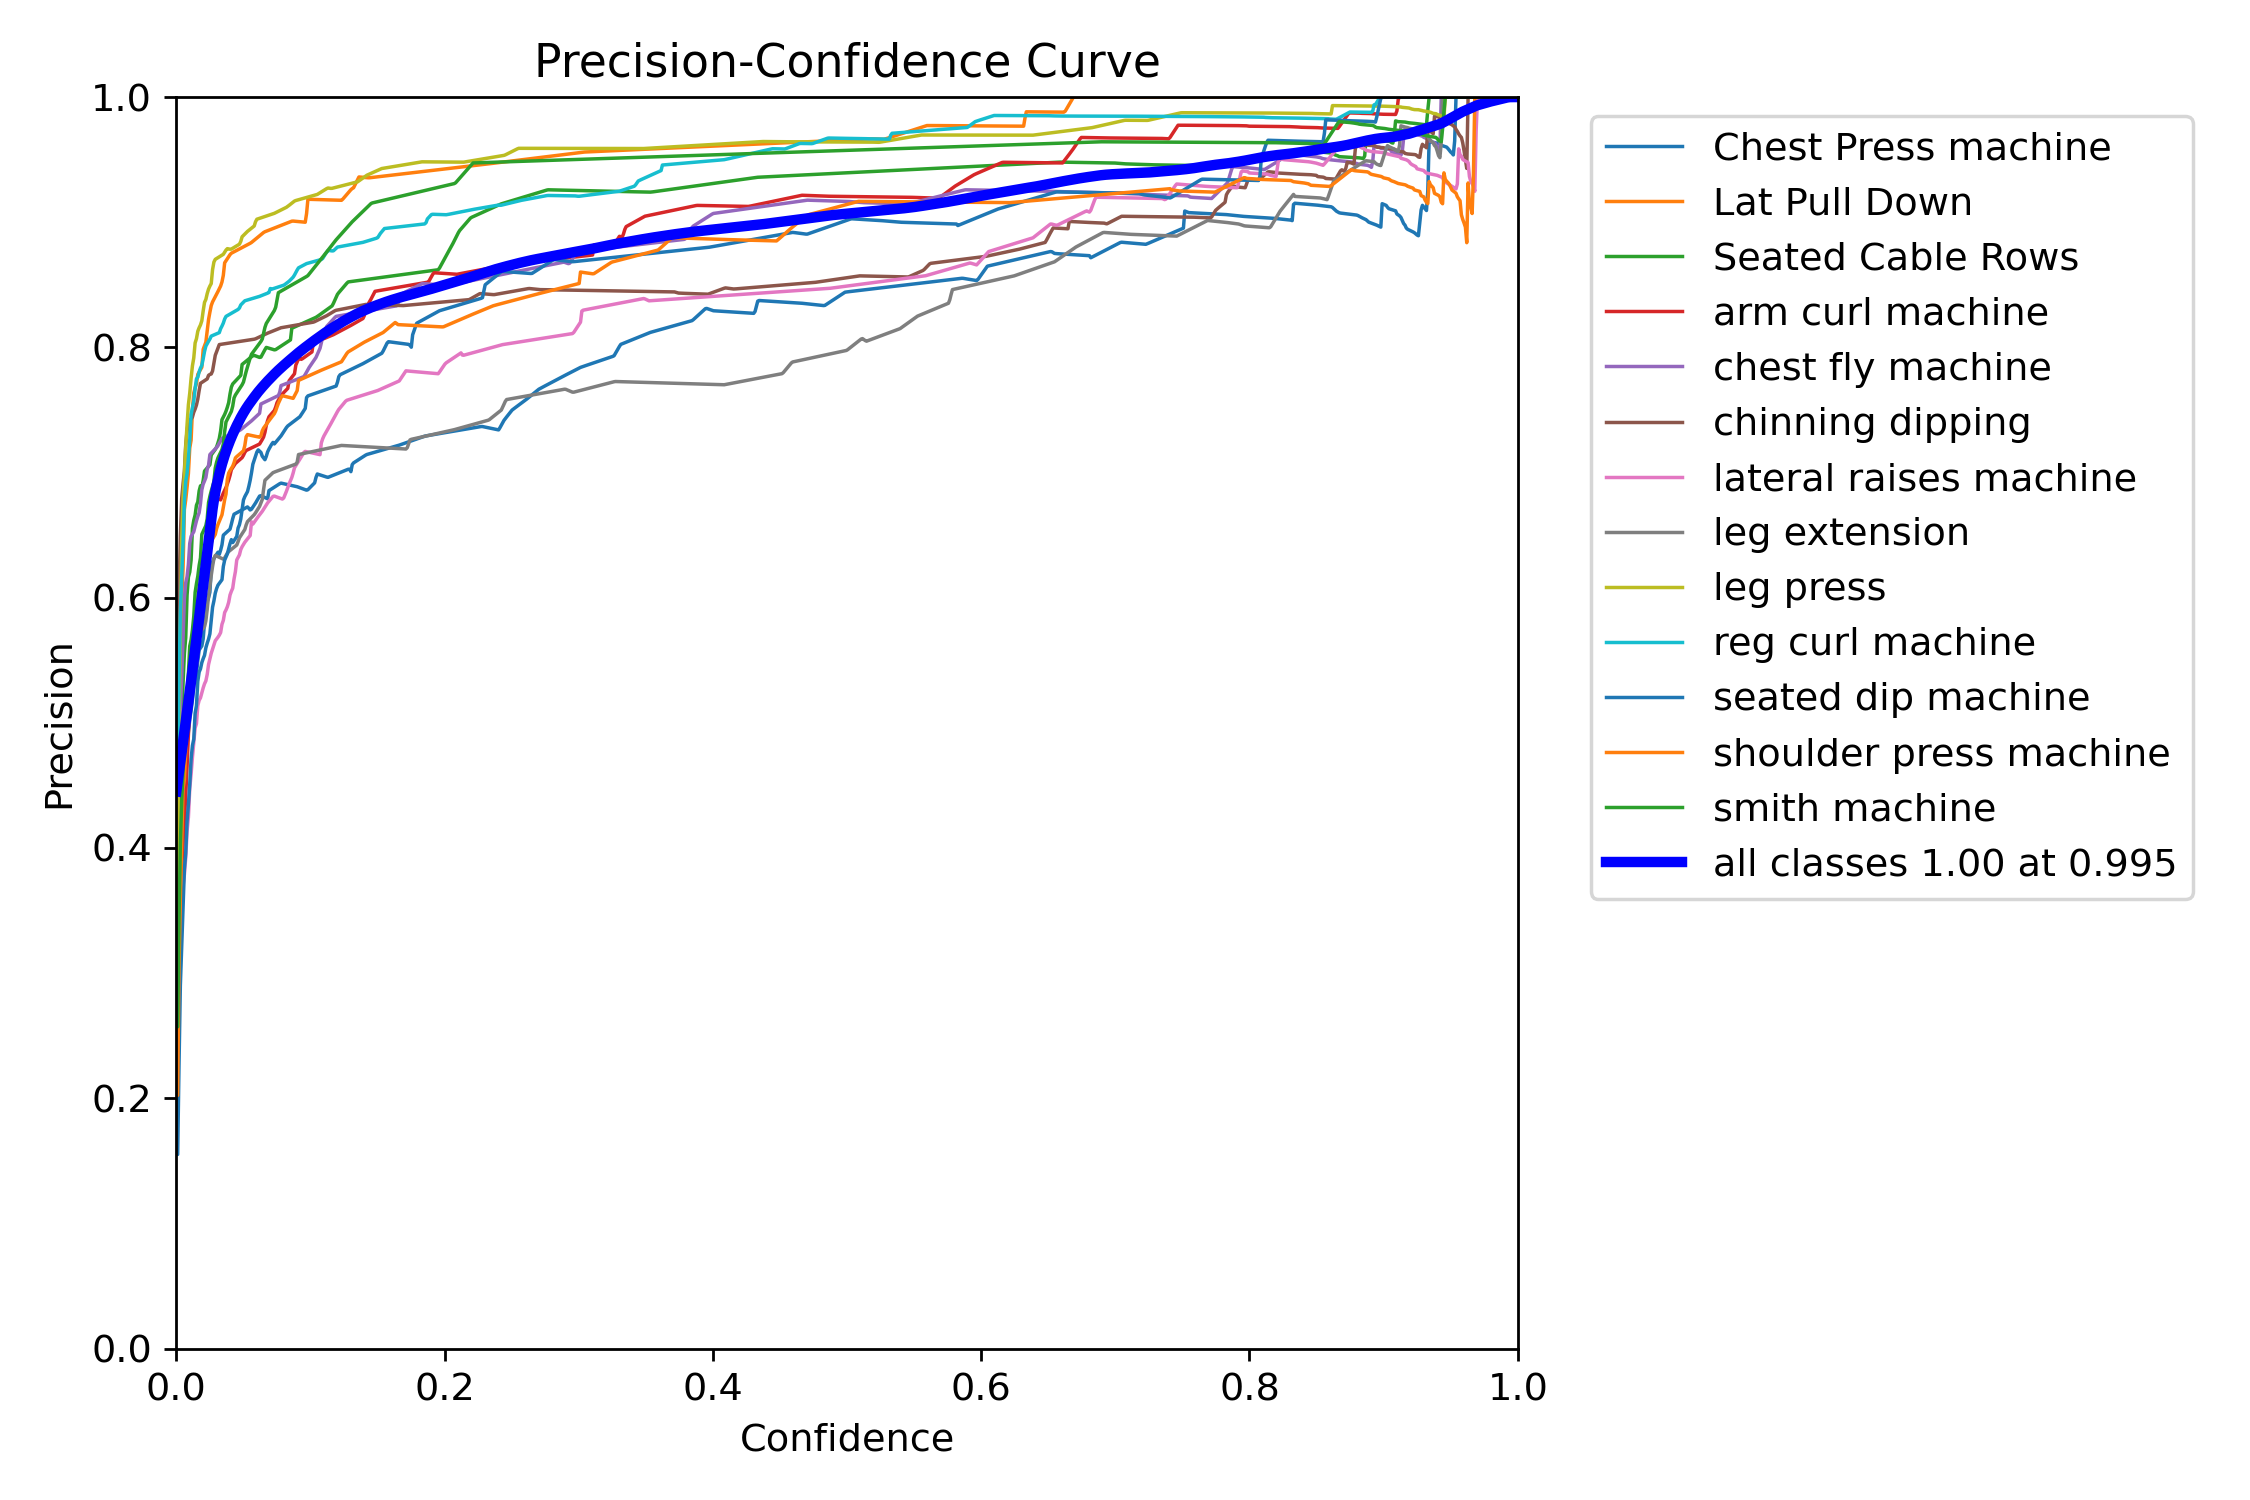 Precision-Confidence Curve
1.0
0.8
0.6
0.4
0.2
0.0
Precision
0.0 0.2 0.4 0.6 0.8 1.0
Confidence
Chest Press machine
Lat Pull Down
Seated Cable Rows
arm curl machine
chest fly machine
chinning dipping
lateral raises machine
leg extension
leg press
reg curl machine
seated dip machine
shoulder press machine
smith machine
all classes 1.00 at 0.995